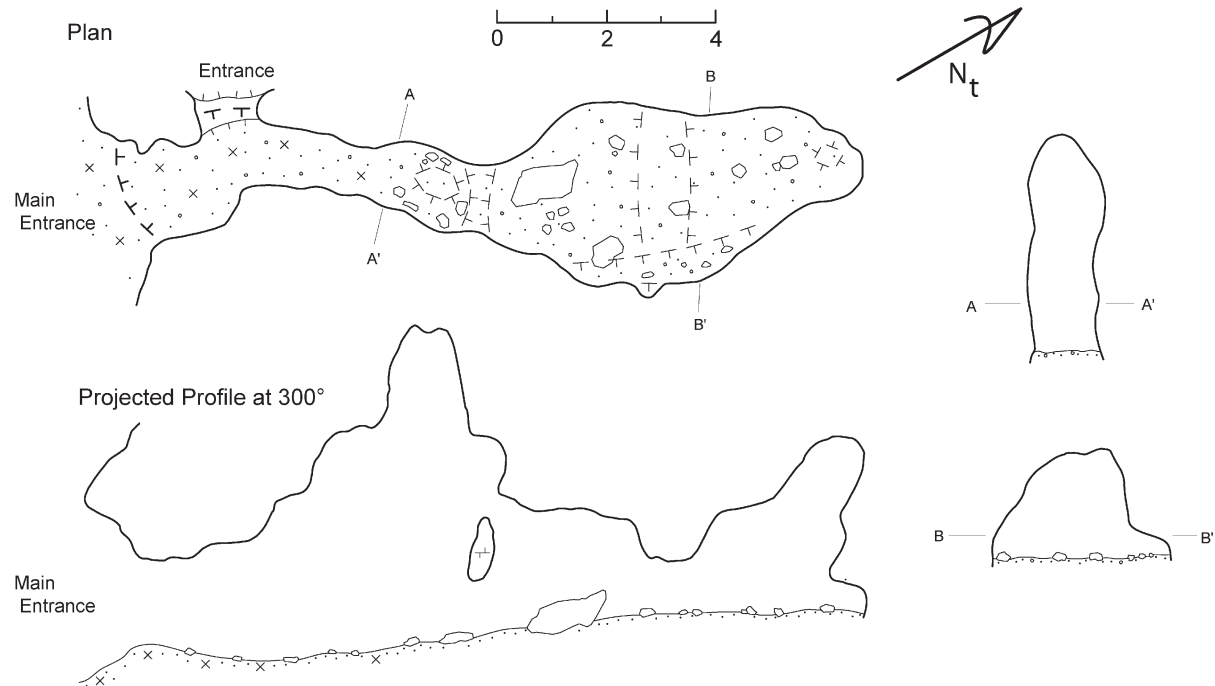 Plan
0 2 4
N t
Entrance
A
B
Main
Entrance
A'
B'
A A'
Projected Profile at 300°
B B'
Main
Entrance